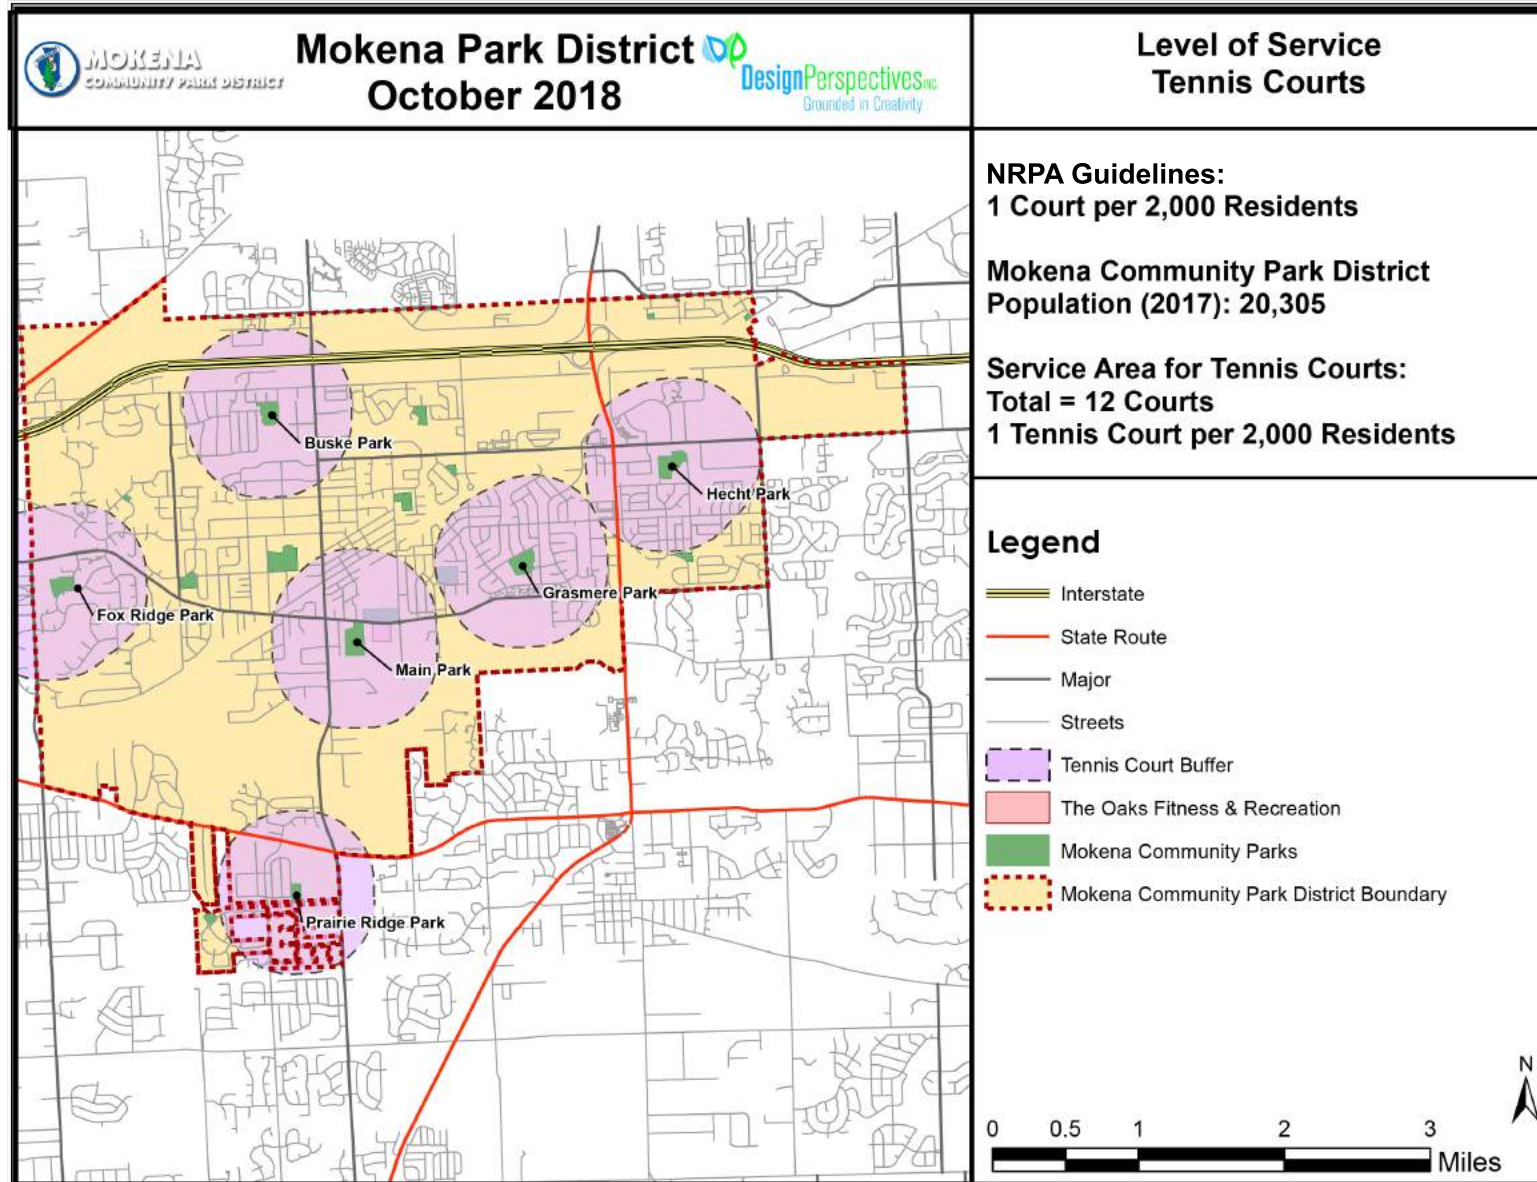 MOKENA
COMMUNITY PARK DISTRICT
Mokena Park District
October 2018
DesignPerspectives INC.
Grounded in Creativity
Level of Service
Tennis Courts
NRPA Guidelines:
1 Court per 2,000 Residents
Mokena Community Park District
Population (2017): 20,305
Service Area for Tennis Courts:
Total = 12 Courts
1 Tennis Court per 2,000 Residents
Buske Park
Hecht Park
Grasmere Park
Fox Ridge Park
Main Park
Prairie Ridge Park
Legend
Interstate
State Route
Major
Streets
Tennis Court Buffer
The Oaks Fitness & Recreation
Mokena Community Parks
Mokena Community Park District Boundary
N
0 0.5 1 2 3
Miles